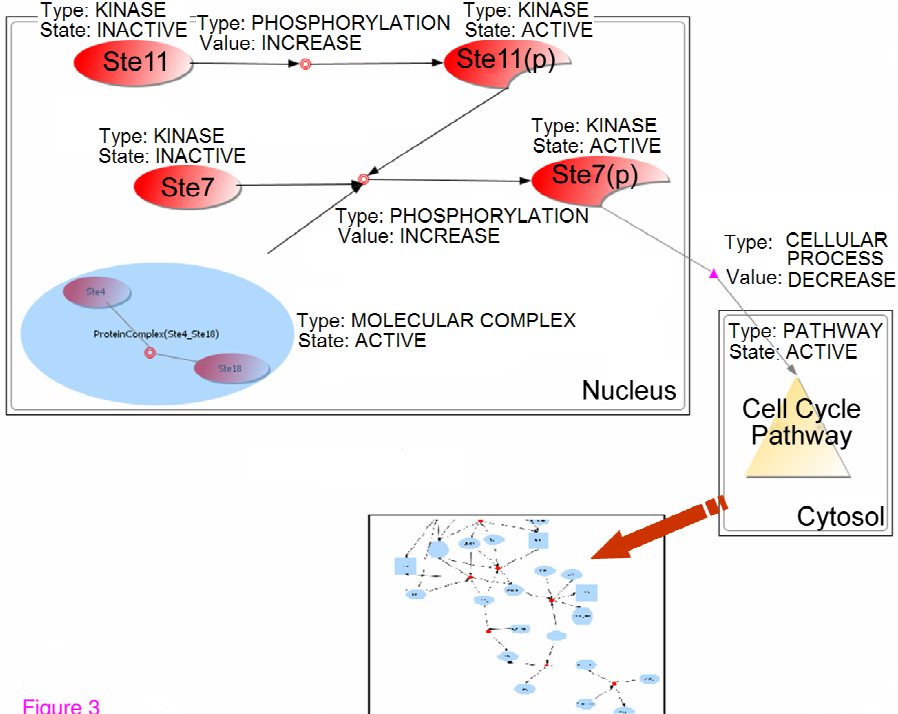 Type: KINASE
State: INACTIVE
Type: PHOSPHORYLATION
Value: INCREASE
Type: KINASE
State: ACTIVE
Ste11
Ste11(p)
Type: KINASE
State: INACTIVE
Type: KINASE
State: ACTIVE
Ste7
Ste7(p)
Type: PHOSPHORYLATION
Value: INCREASE
Type: CELLULAR
PROCESS
Value: DECREASE
Ste4
ProteinComplex(Ste4_Ste18)
Ste18
Type: MOLECULAR COMPLEX
State: ACTIVE
Nucleus
Type: PATHWAY
State: ACTIVE
Cell Cycle
Pathway
Cytosol
Figure 3